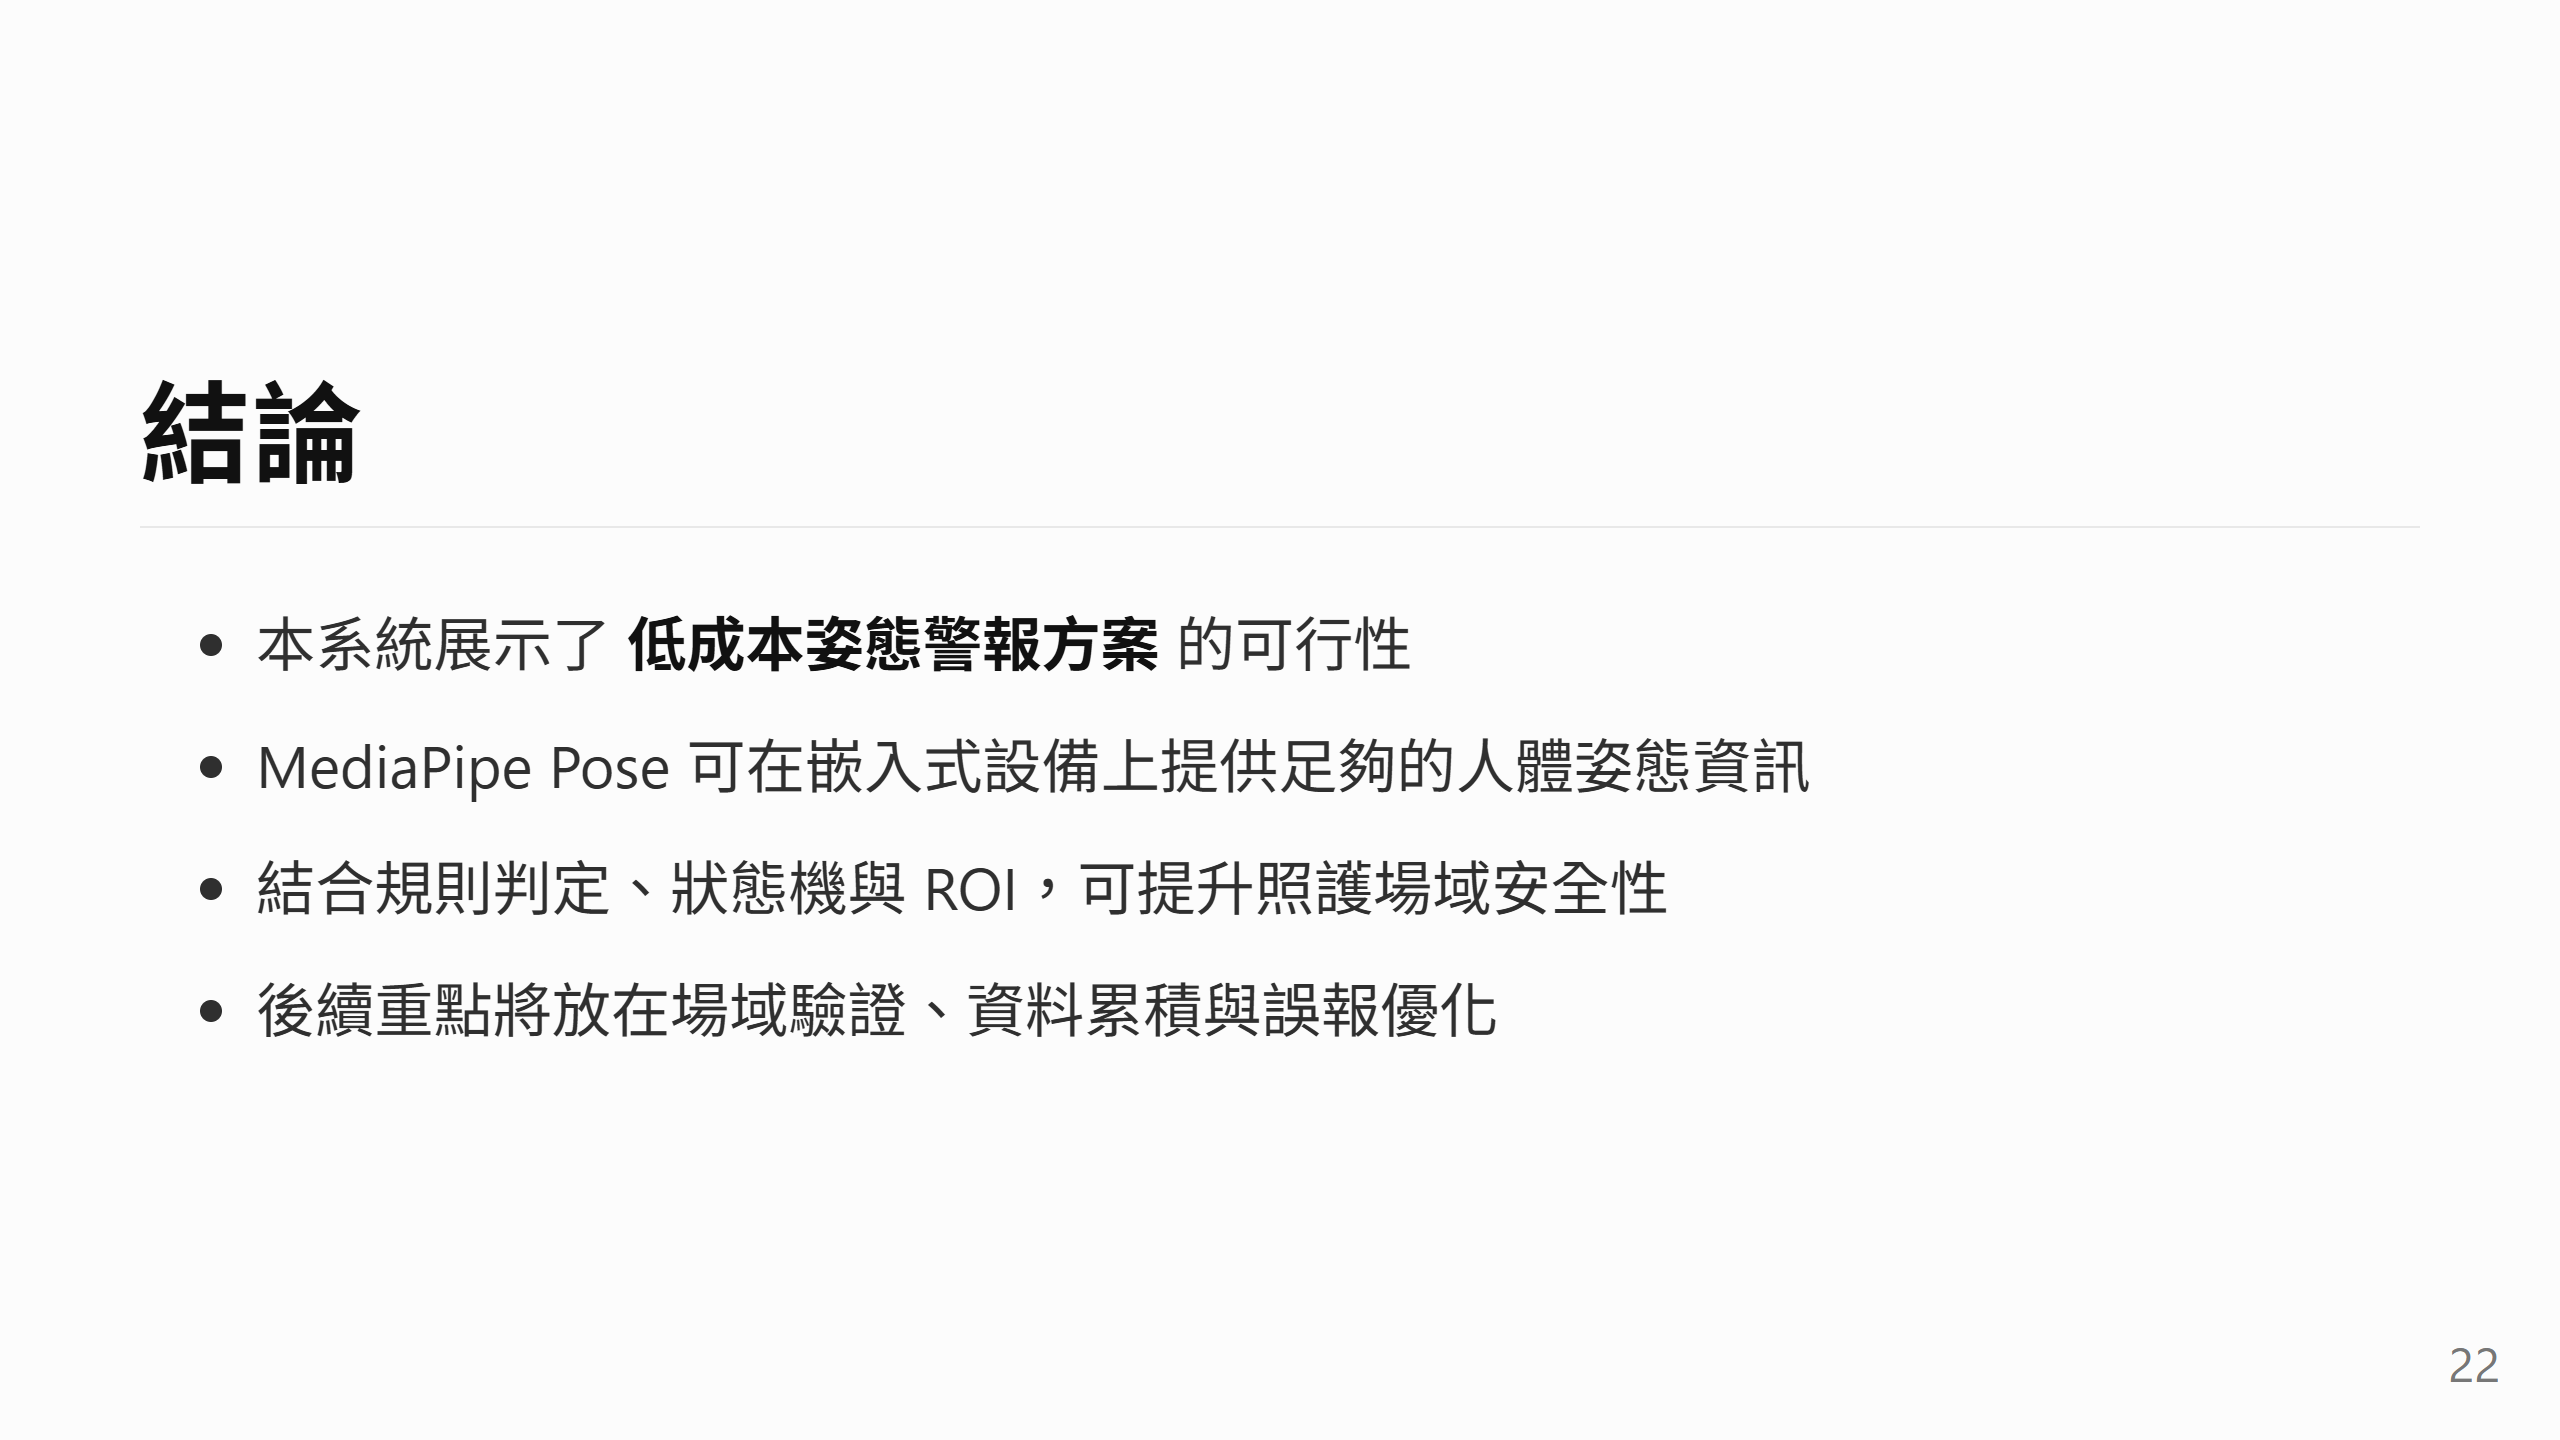 結論
• 本系統展示了 低成本姿態警報方案 的可行性
• MediaPipe Pose 可在嵌入式設備上提供足夠的人體姿態資訊
• 結合規則判定、狀態機與 ROI，可提升照護場域安全性
• 後續重點將放在場域驗證、資料累積與誤報優化
22